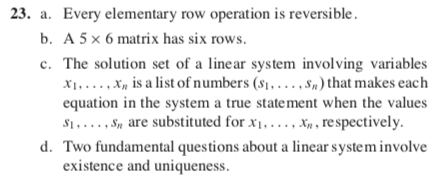 23. a. Every elementary row operation is reversible.
b. A 5 × 6 matrix has six rows.
c. The solution set of a linear system involving variables
x₁, . . . , xₙ is a list of numbers (s₁, . . . , sₙ) that makes each
equation in the system a true statement when the values
s₁, . . . , sₙ are substituted for x₁, . . . , xₙ, respectively.
d. Two fundamental questions about a linear system involve
existence and uniqueness.